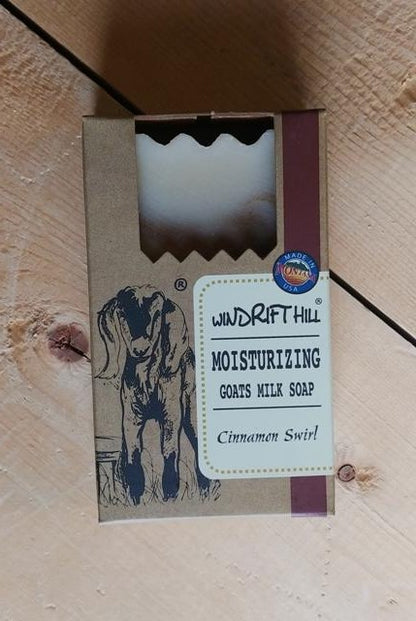 MADE IN
USA
®
WINDRIFT HILL®
MOISTURIZING
GOATS MILK SOAP
Cinnamon Swirl